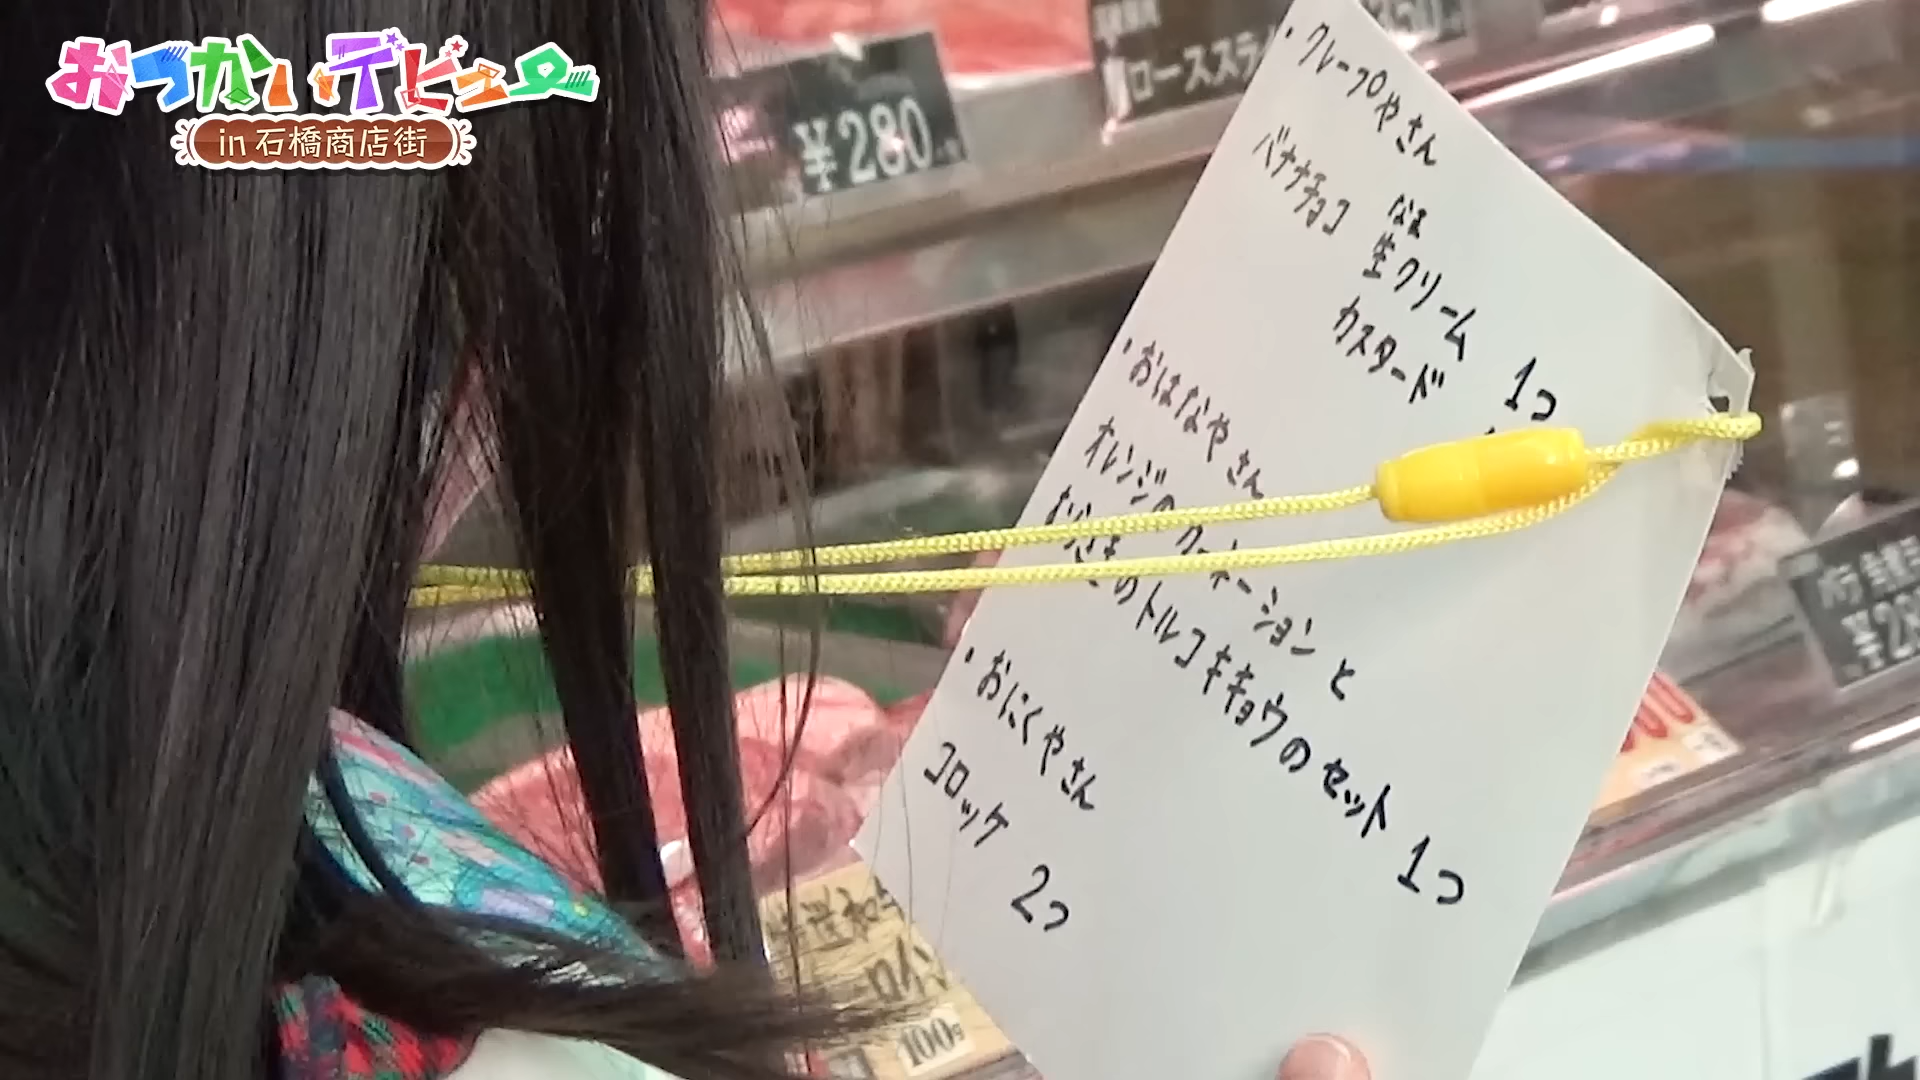 おつかいデビュー
in 石橋商店街
¥280
ローススラ
・クレープやさん
バナナチョコ
なま
生クリーム 1コ
カスタード
・おはなやさん
オレンジのカーネーションと
むらさきのトルコキキョウのセット 1コ
・おにくやさん
コロッケ 2コ
100g